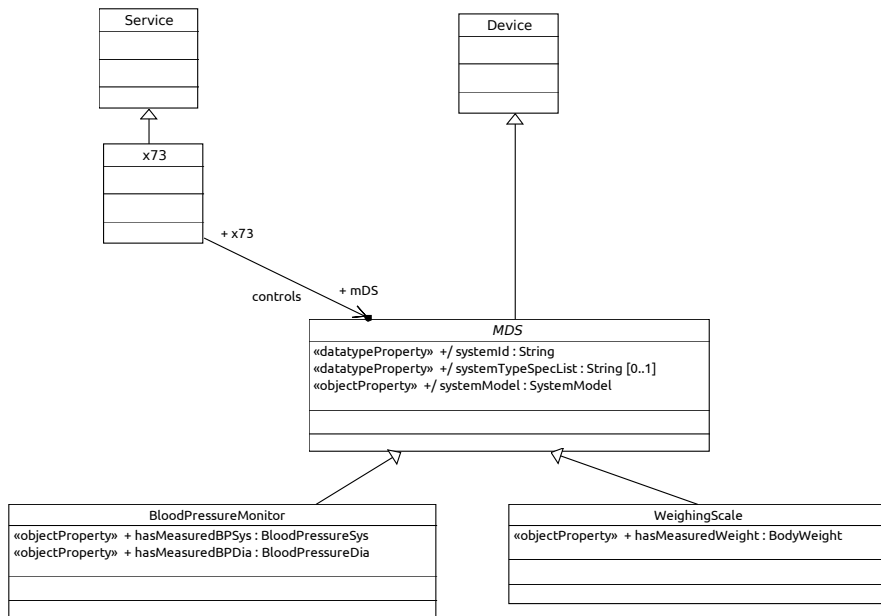 Service
Device
x73
+ x73
+ mDS
controls
MDS
«datatypeProperty» +/ systemId : String
«datatypeProperty» +/ systemTypeSpecList : String [0..1]
«objectProperty» +/ systemModel : SystemModel
BloodPressureMonitor
«objectProperty» + hasMeasuredBPSys : BloodPressureSys
«objectProperty» + hasMeasuredBPDia : BloodPressureDia
WeighingScale
«objectProperty» + hasMeasuredWeight : BodyWeight